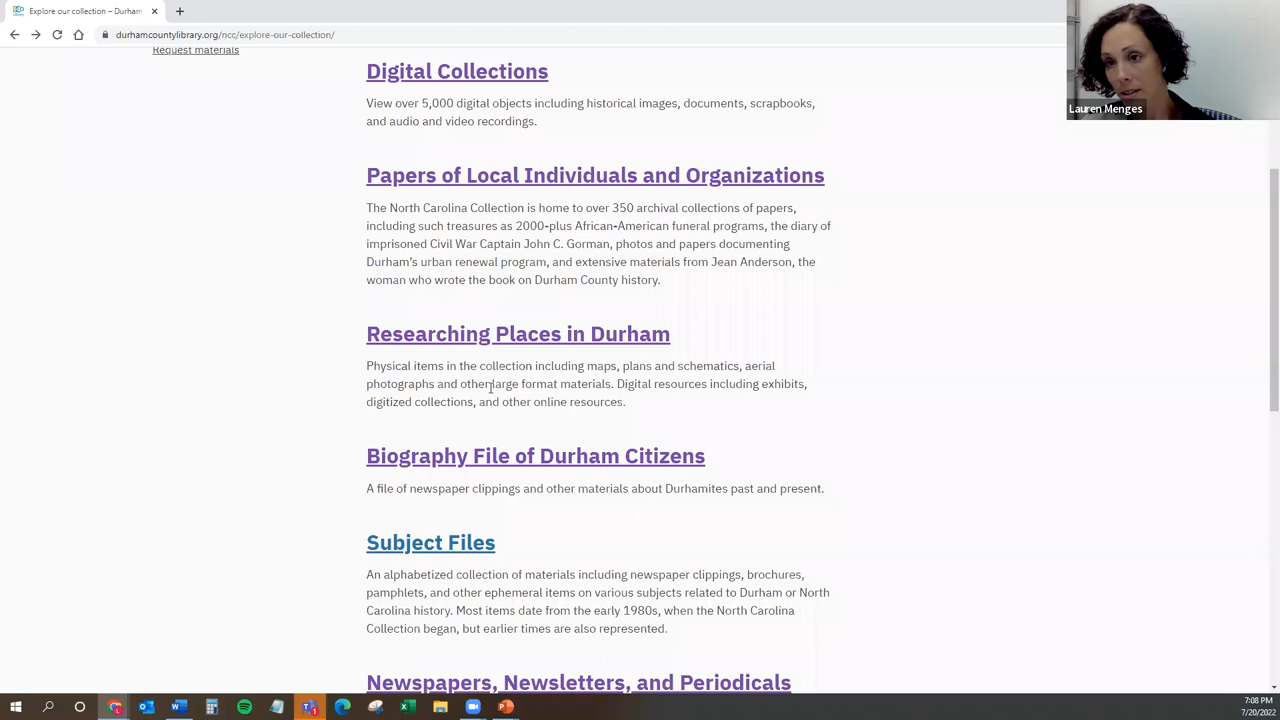 Explore our collection – Durham
durhamcountylibrary.org/ncc/explore-our-collection/
Request materials
Lauren Menges
Digital Collections
View over 5,000 digital objects including historical images, documents, scrapbooks,
and audio and video recordings.
Papers of Local Individuals and Organizations
The North Carolina Collection is home to over 350 archival collections of papers,
including such treasures as 2000-plus African-American funeral programs, the diary of
imprisoned Civil War Captain John C. Gorman, photos and papers documenting
Durham’s urban renewal program, and extensive materials from Jean Anderson, the
woman who wrote the book on Durham County history.
Researching Places in Durham
Physical items in the collection including maps, plans and schematics, aerial
photographs and other large format materials. Digital resources including exhibits,
digitized collections, and other online resources.
Biography File of Durham Citizens
A file of newspaper clippings and other materials about Durhamites past and present.
Subject Files
An alphabetized collection of materials including newspaper clippings, brochures,
pamphlets, and other ephemeral items on various subjects related to Durham or North
Carolina history. Most items date from the early 1980s, when the North Carolina
Collection began, but earlier times are also represented.
Newspapers, Newsletters, and Periodicals
7:08 PM
7/20/2022